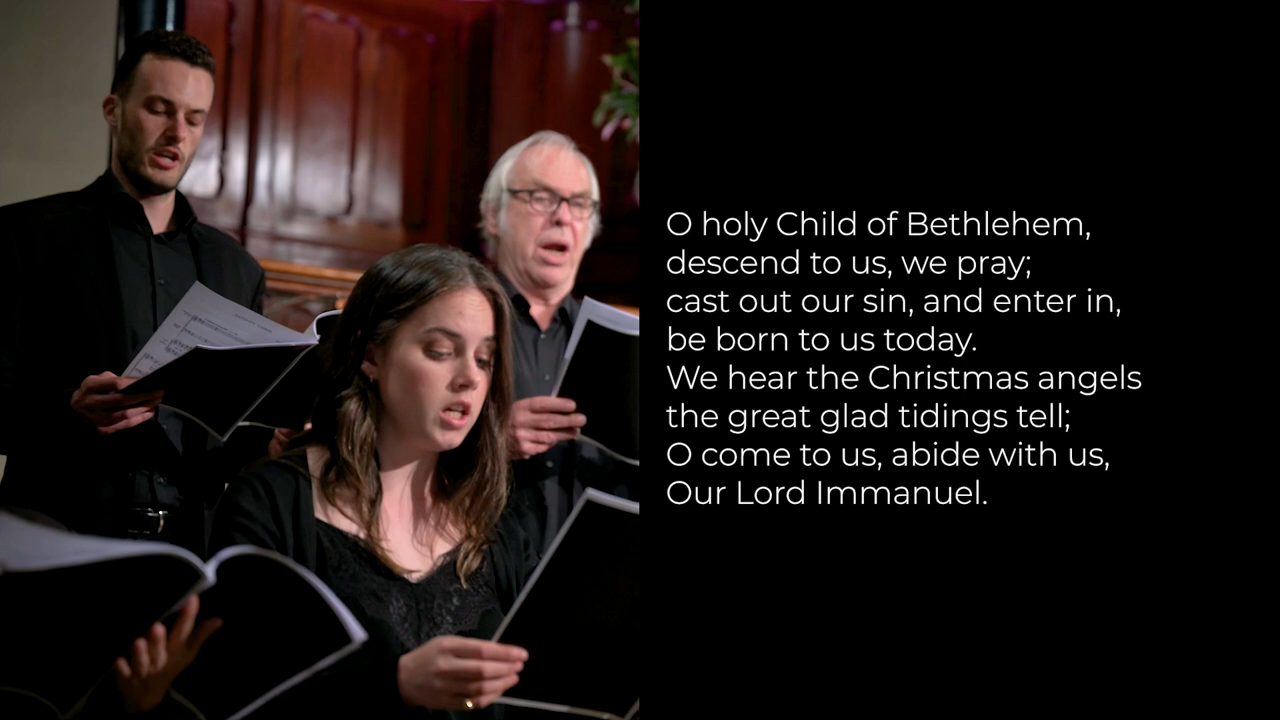 O holy Child of Bethlehem,
descend to us, we pray;
cast out our sin, and enter in,
be born to us today.
We hear the Christmas angels
the great glad tidings tell;
O come to us, abide with us,
Our Lord Immanuel.